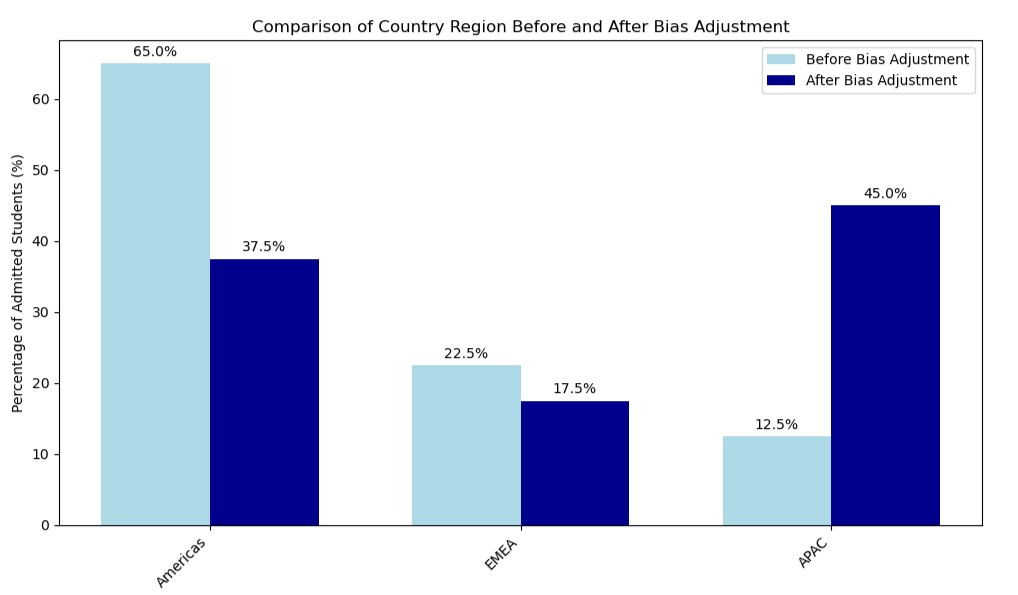 Comparison of Country Region Before and After Bias Adjustment
Before Bias Adjustment
After Bias Adjustment
Percentage of Admitted Students (%)
60
50
40
30
20
10
0
65.0%
37.5%
22.5%
17.5%
12.5%
45.0%
Americas
EMEA
APAC